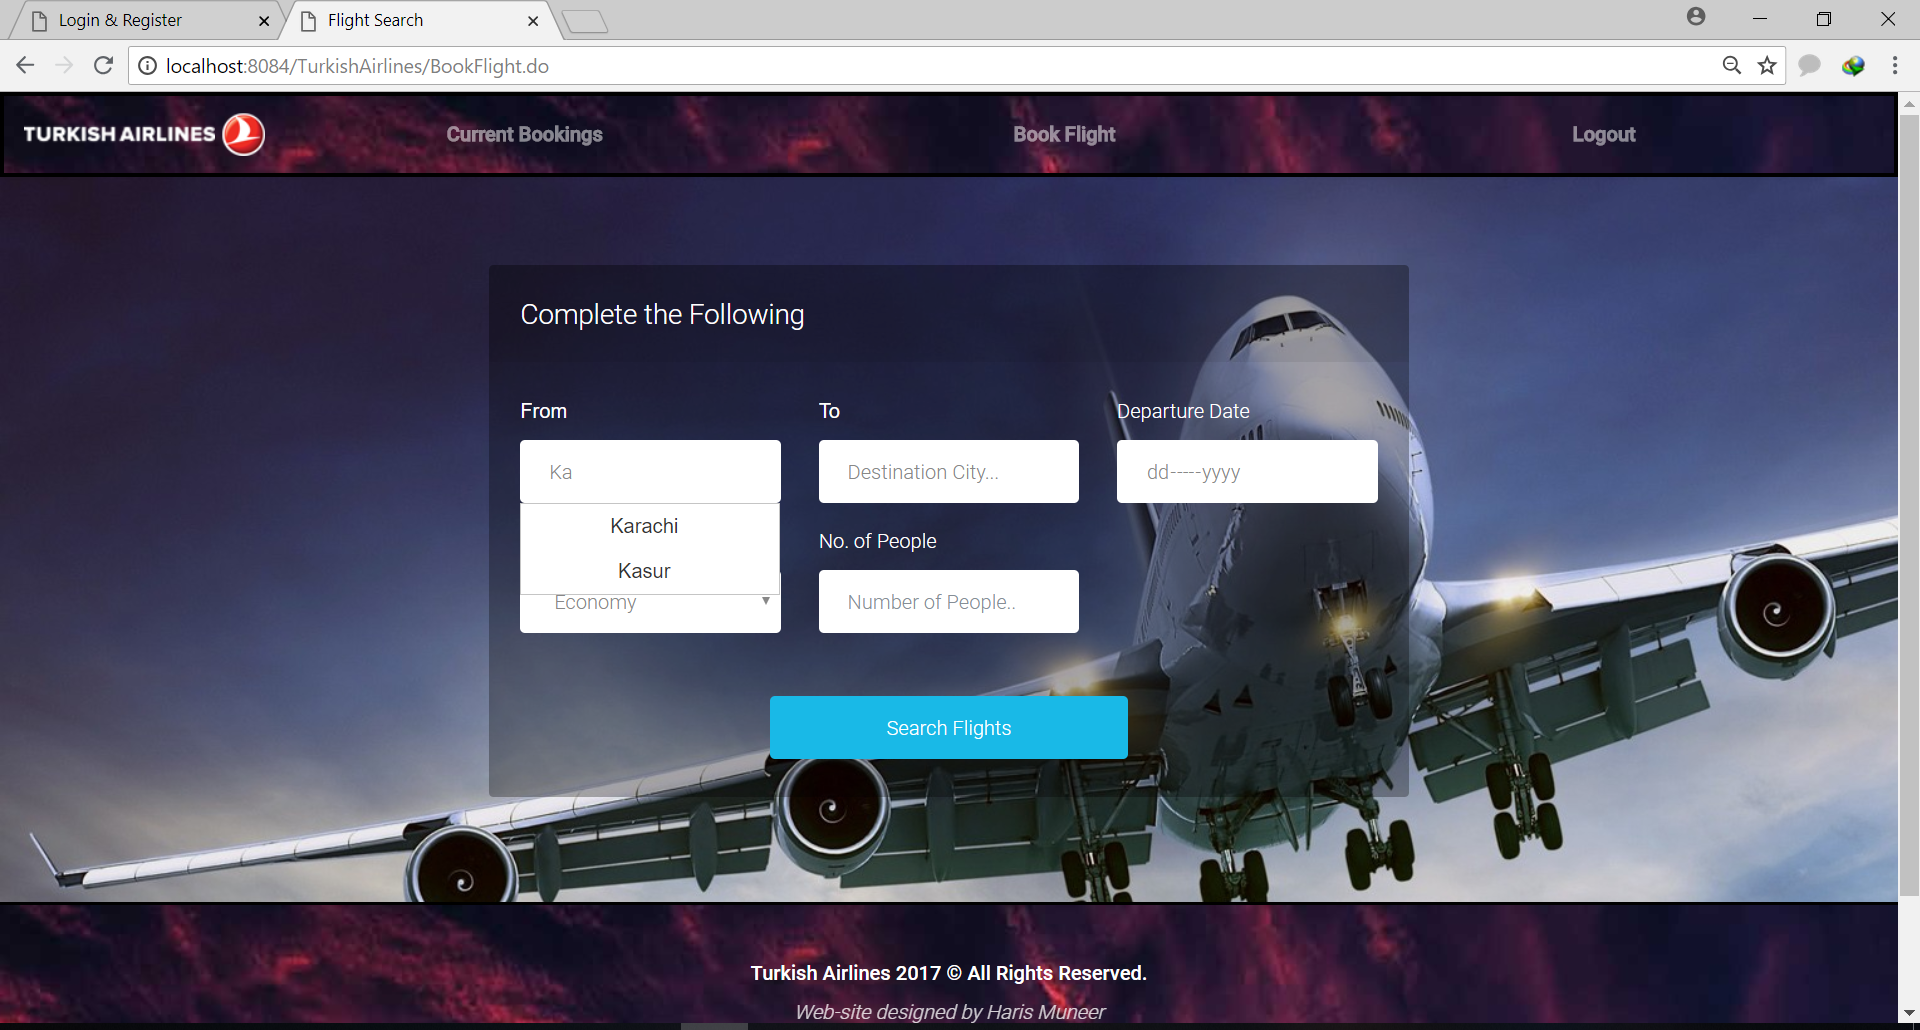 Login & Register
Flight Search
localhost:8084/TurkishAirlines/BookFlight.do
TURKISH AIRLINES
Current Bookings
Book Flight
Logout
Complete the Following
From
To
Departure Date
Ka
Destination City...
dd-----yyyy
Karachi
Kasur
No. of People
Economy
Number of People..
Search Flights
Turkish Airlines 2017 © All Rights Reserved.
Web-site designed by Haris Muneer